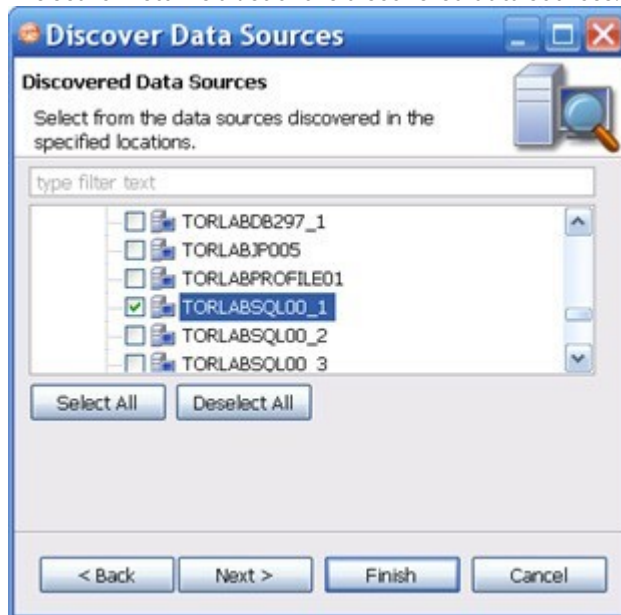 Discover Data Sources
Discovered Data Sources
Select from the data sources discovered in the
specified locations.
type filter text
TORLABDB297_1
TORLABJP005
TORLABPROFILE01
TORLABSQL00_1
TORLABSQL00_2
TORLABSQL00_3
Select All Deselect All
< Back Next > Finish Cancel